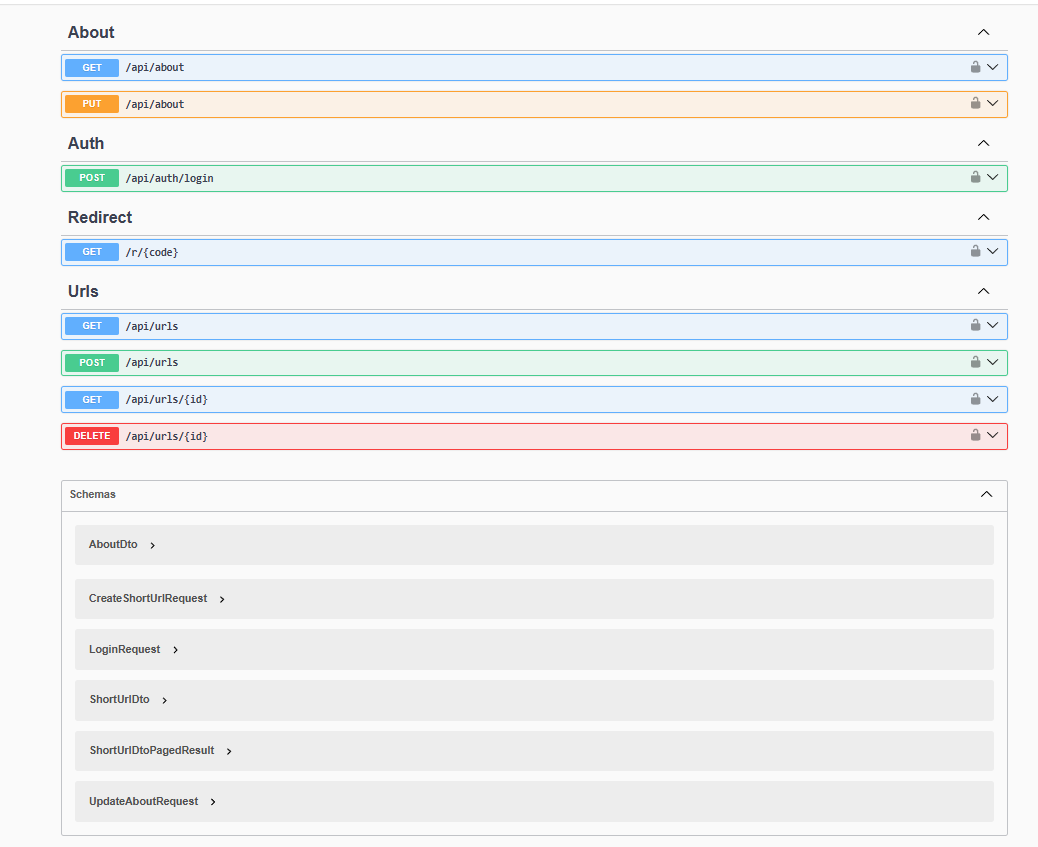 About
GET /api/about
PUT /api/about
Auth
POST /api/auth/login
Redirect
GET /r/{code}
Urls
GET /api/urls
POST /api/urls
GET /api/urls/{id}
DELETE /api/urls/{id}
Schemas
AboutDto
CreateShortUrlRequest
LoginRequest
ShortUrlDto
ShortUrlDtoPagedResult
UpdateAboutRequest